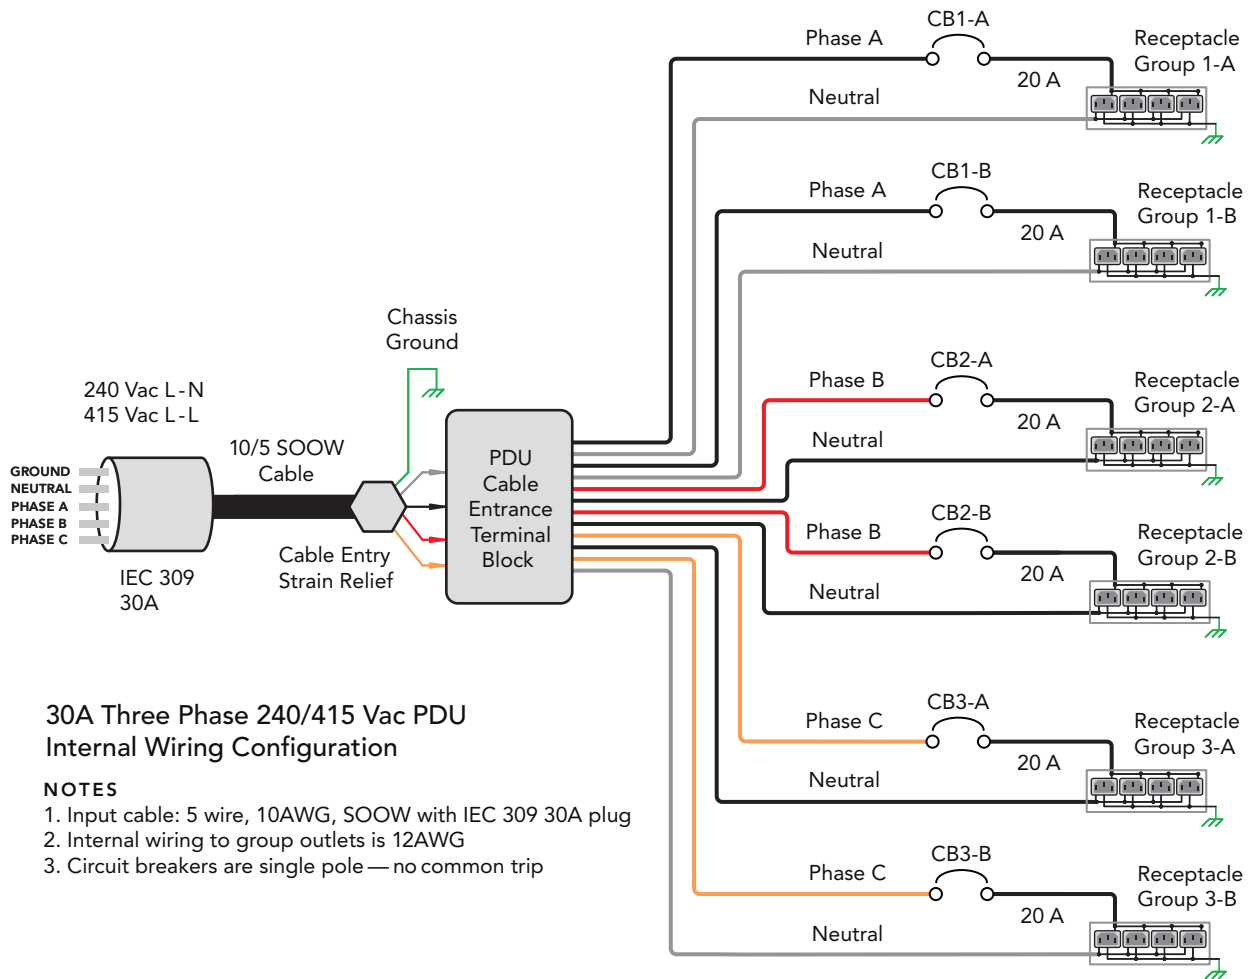 Phase A
CB1-A
20 A
Receptacle
Group 1-A
Neutral
Phase A
CB1-B
20 A
Receptacle
Group 1-B
Neutral
Chassis
Ground
240 Vac L-N
415 Vac L-L
10/5 SOOW
Cable
GROUND
NEUTRAL
PHASE A
PHASE B
PHASE C
IEC 309
30A
Cable Entry
Strain Relief
PDU
Cable
Entrance
Terminal
Block
Phase B
CB2-A
20 A
Receptacle
Group 2-A
Neutral
Phase B
CB2-B
20 A
Receptacle
Group 2-B
Neutral
Phase C
CB3-A
20 A
Receptacle
Group 3-A
Neutral
Phase C
CB3-B
20 A
Receptacle
Group 3-B
Neutral
30A Three Phase 240/415 Vac PDU
Internal Wiring Configuration
NOTES
1. Input cable: 5 wire, 10AWG, SOOW with IEC 309 30A plug
2. Internal wiring to group outlets is 12AWG
3. Circuit breakers are single pole — no common trip